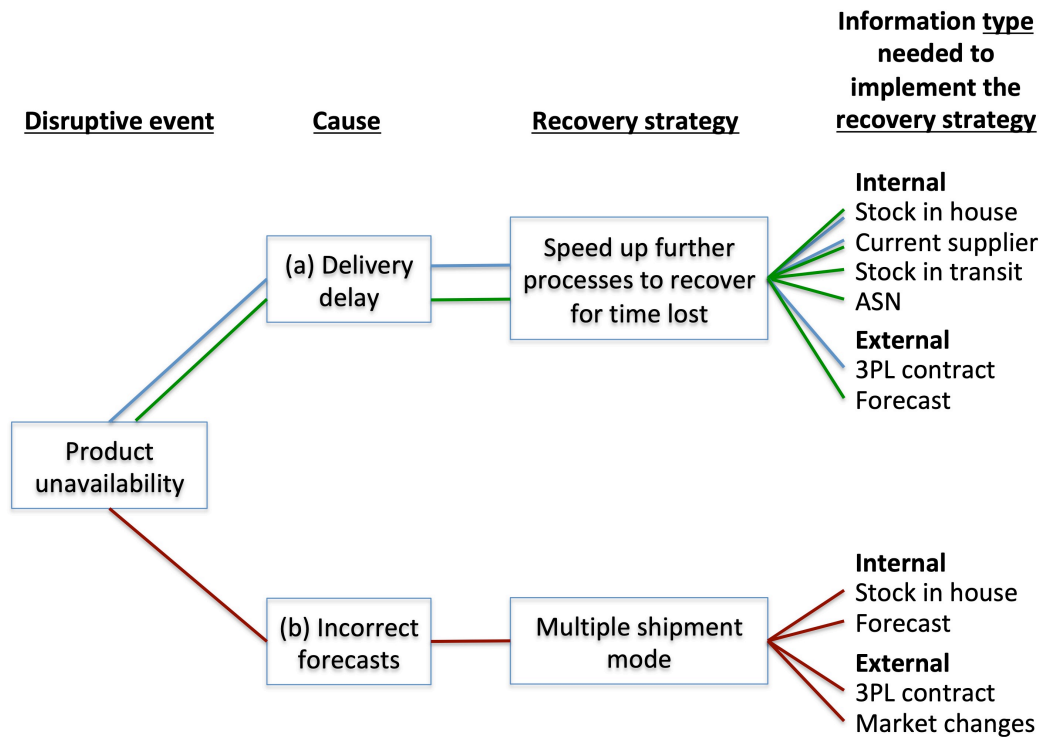 Information type
needed to
implement the
recovery strategy
Disruptive event
Cause
Recovery strategy
Internal
Stock in house
Current supplier
Stock in transit
ASN
External
3PL contract
Forecast
(a) Delivery
delay
Speed up further
processes to recover
for time lost
Product
unavailability
(b) Incorrect
forecasts
Multiple shipment
mode
Internal
Stock in house
Forecast
External
3PL contract
Market changes